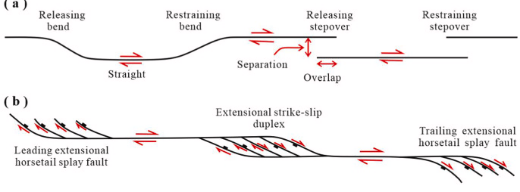 ( a )
Releasing
bend
Restraining
bend
Releasing
stepover
Restraining
stepover
Straight
Separation
Overlap
( b )
Extensional strike-slip
duplex
Leading extensional
horsetail splay fault
Trailing extensional
horsetail splay fault